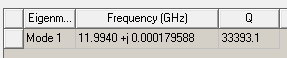 Eigenm... Frequency (GHz) Q
Mode 1 11.9940 +j 0.000179588 33393.1